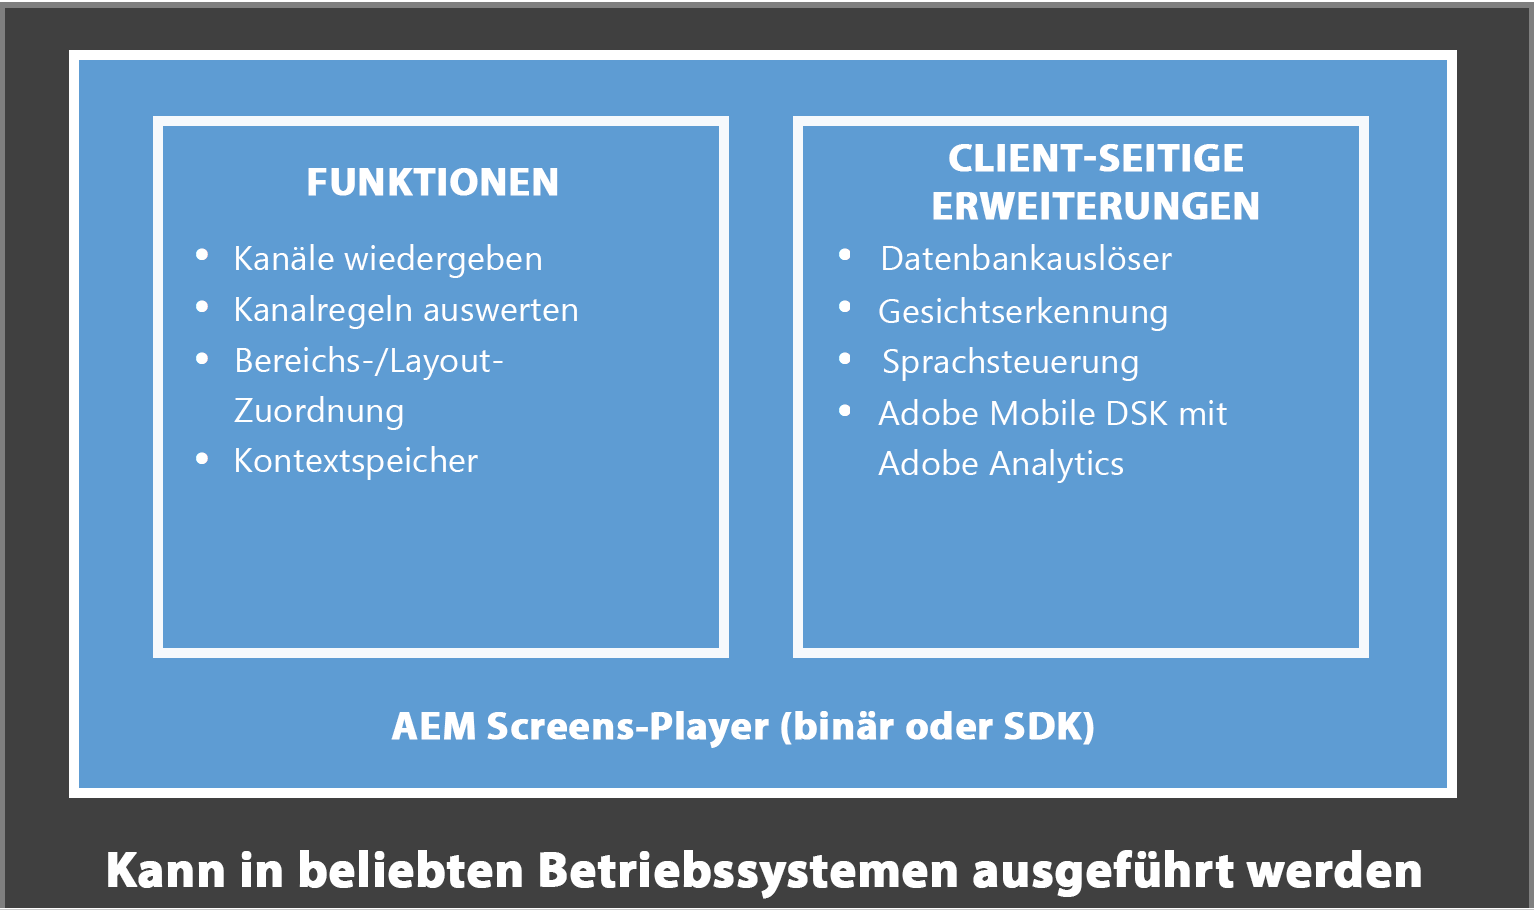 FUNKTIONEN
• Kanäle wiedergeben
• Kanalregeln auswerten
• Bereichs-/Layout-
Zuordnung
• Kontextspeicher
CLIENT-SEITIGE
ERWEITERUNGEN
• Datenbankauslöser
• Gesichtserkennung
• Sprachsteuerung
• Adobe Mobile DSK mit
Adobe Analytics
AEM Screens-Player (binär oder SDK)
Kann in beliebten Betriebssystemen ausgeführt werden